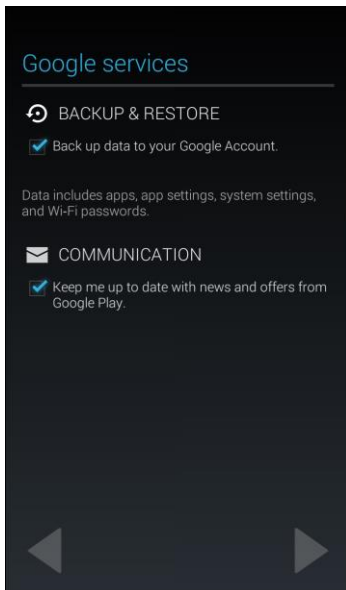 Google services
BACKUP & RESTORE
Back up data to your Google Account.
Data includes apps, app settings, system settings,
and Wi-Fi passwords.
COMMUNICATION
Keep me up to date with news and offers from
Google Play.